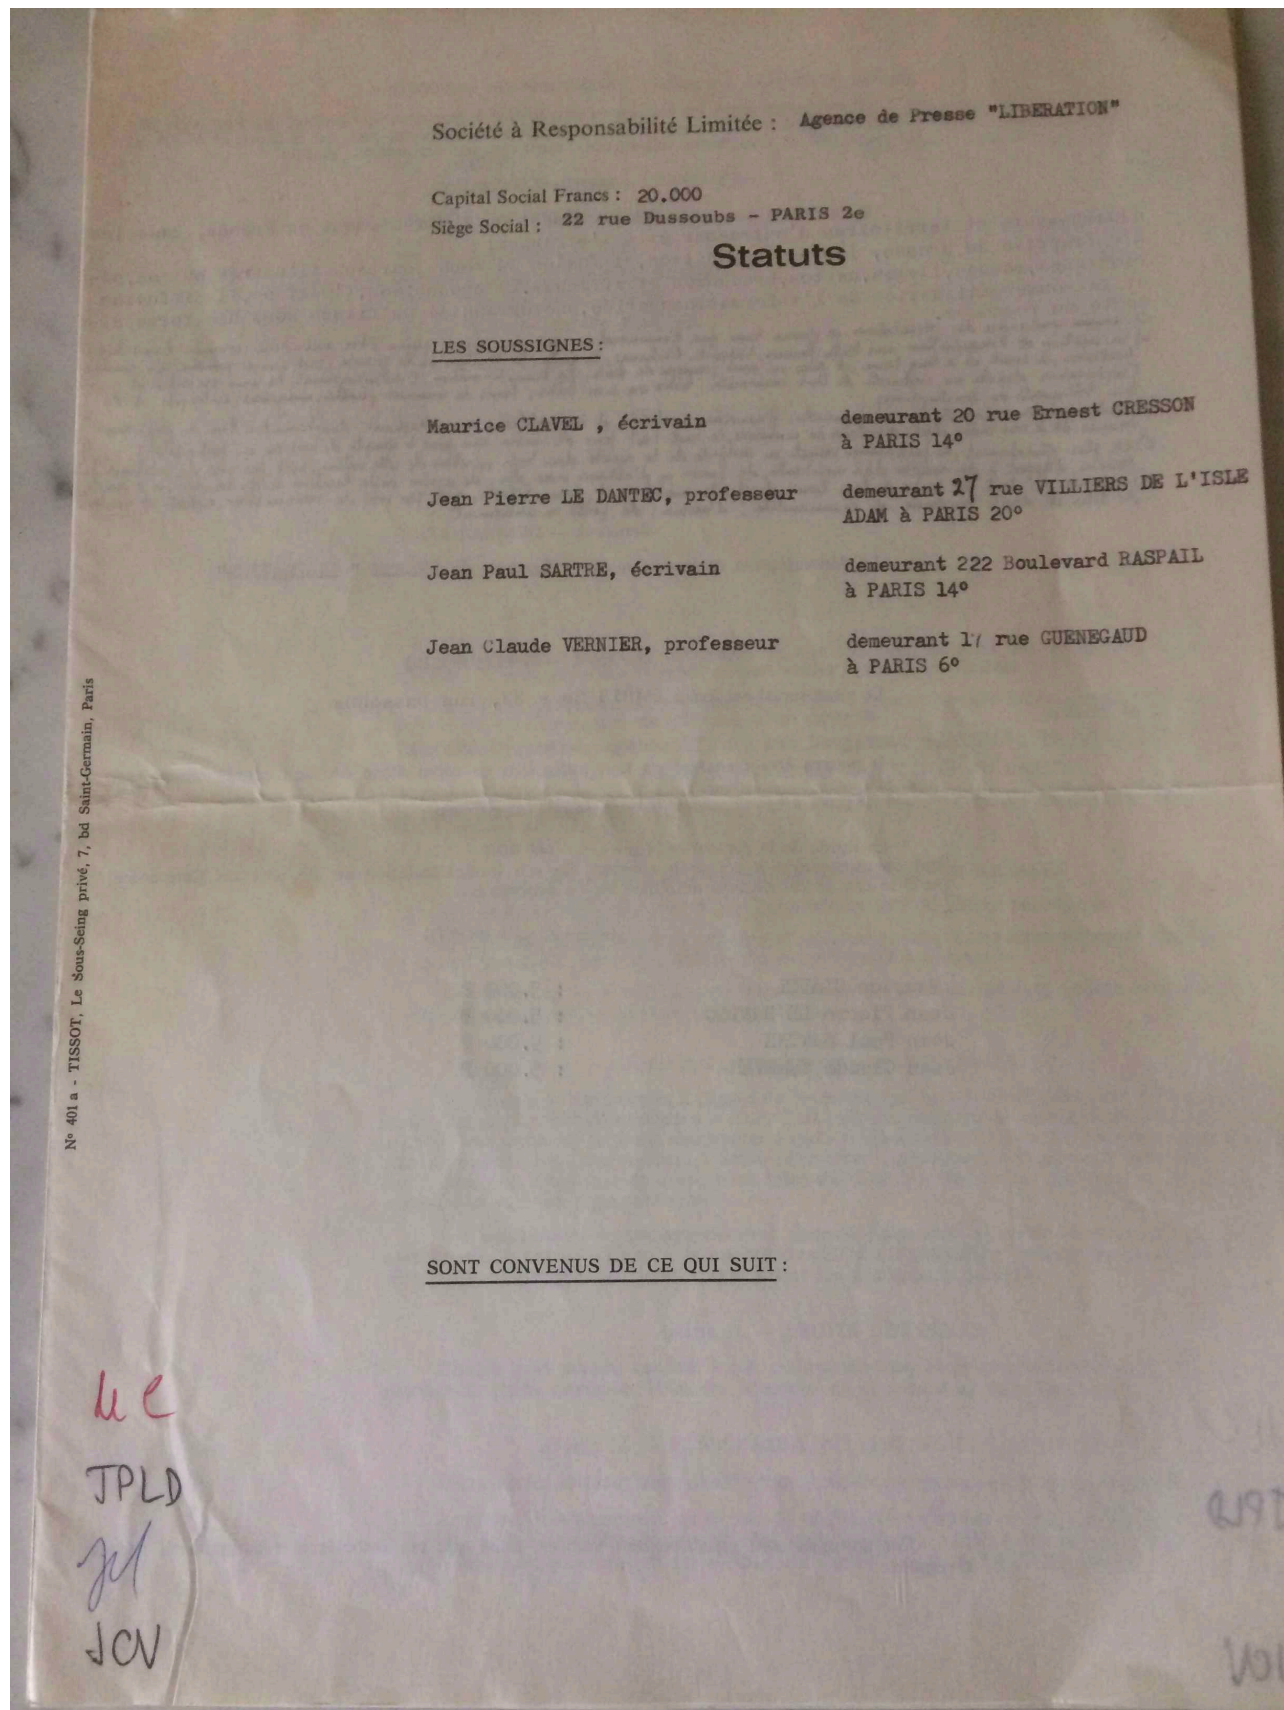 Société à Responsabilité Limitée : Agence de Presse "LIBERATION"
Capital Social Francs : 20.000
Siège Social : 22 rue Dussoubs - PARIS 2e
Statuts
LES SOUSSIGNES :
Maurice CLAVEL , écrivain demeurant 20 rue Ernest CRESSON
à PARIS 14°
Jean Pierre LE DANTEC, professeur demeurant 27 rue VILLIERS DE L'ISLE
ADAM à PARIS 20°
Jean Paul SARTRE, écrivain demeurant 222 Boulevard RASPAIL
à PARIS 14°
Jean Claude VERNIER, professeur demeurant 17 rue GUENEGAUD
à PARIS 6°
N° 401 a - TISSOT, Le Sous-Seing privé, 7, bd Saint-Germain, Paris
SONT CONVENUS DE CE QUI SUIT :
JPLD
JCV